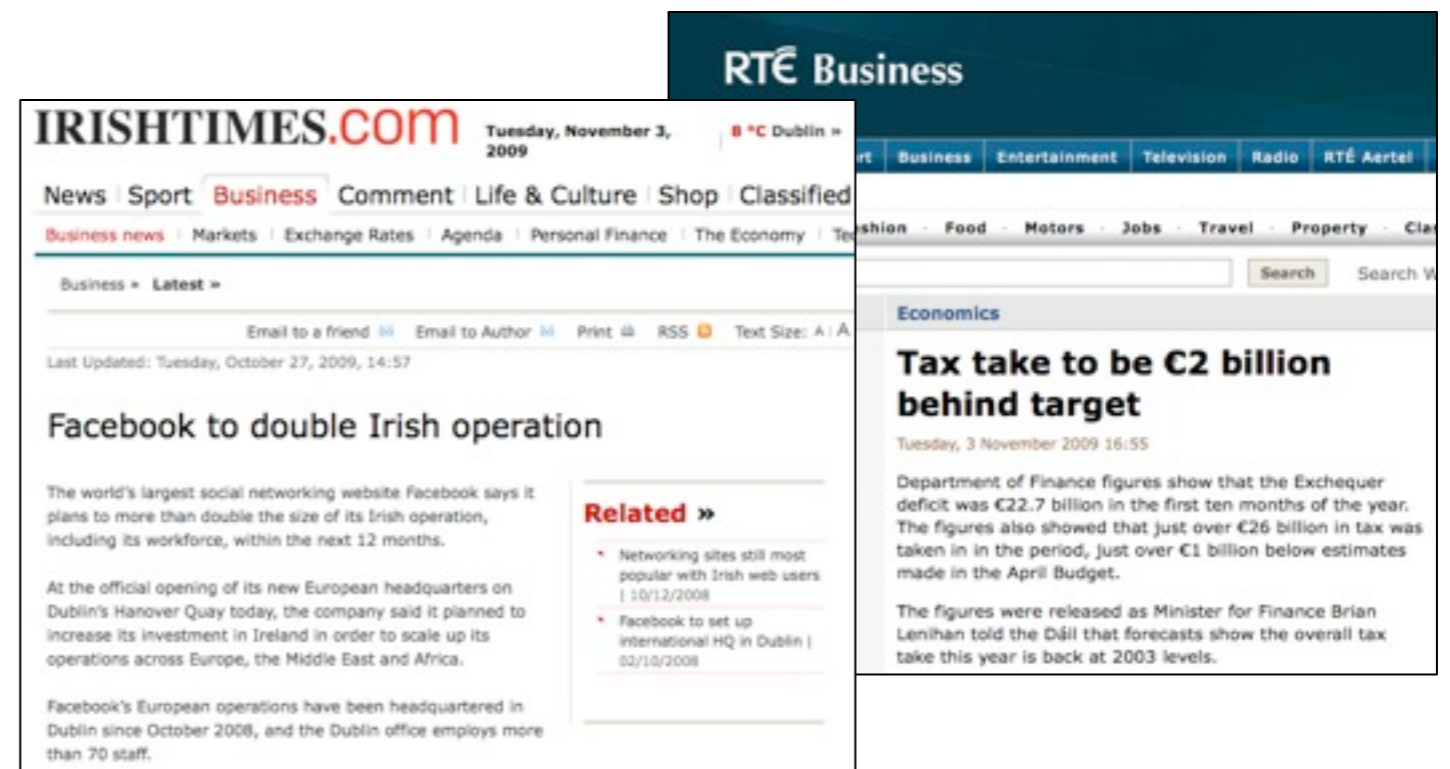 RTÉ Business
Business Entertainment Television Radio RTÉ Aertel
Food Motors Jobs Travel Property
Search Search
Economics
Tax take to be €2 billion
behind target
Tuesday, 3 November 2009 16:55
Department of Finance figures show that the Exchequer
deficit was €22.7 billion in the first ten months of the year.
The figures also showed that just over €26 billion in tax was
taken in in the period, just over €1 billion below estimates
made in the April Budget.
The figures were released as Minister for Finance Brian
Lenihan told the Dáil that forecasts show the overall tax
take this year is back at 2003 levels.
IRISHTIMES.COM
Tuesday, November 3,
2009
8 °C Dublin »
News Sport Business Comment Life & Culture Shop Classified
Business news Markets Exchange Rates Agenda Personal Finance The Economy
Business » Latest »
Email to a friend Email to Author Print RSS Text Size: A | A
Last Updated: Tuesday, October 27, 2009, 14:57
Facebook to double Irish operation
The world's largest social networking website Facebook says it
plans to more than double the size of its Irish operation,
including its workforce, within the next 12 months.
At the official opening of its new European headquarters on
Dublin's Hanover Quay today, the company said it planned to
increase its investment in Ireland in order to scale up its
operations across Europe, the Middle East and Africa.
Facebook's European operations have been headquartered in
Dublin since October 2008, and the Dublin office employs more
than 70 staff.
Related »
Networking sites still most
popular with Irish web users
| 10/12/2008
Facebook to set up
international HQ in Dublin |
02/10/2008